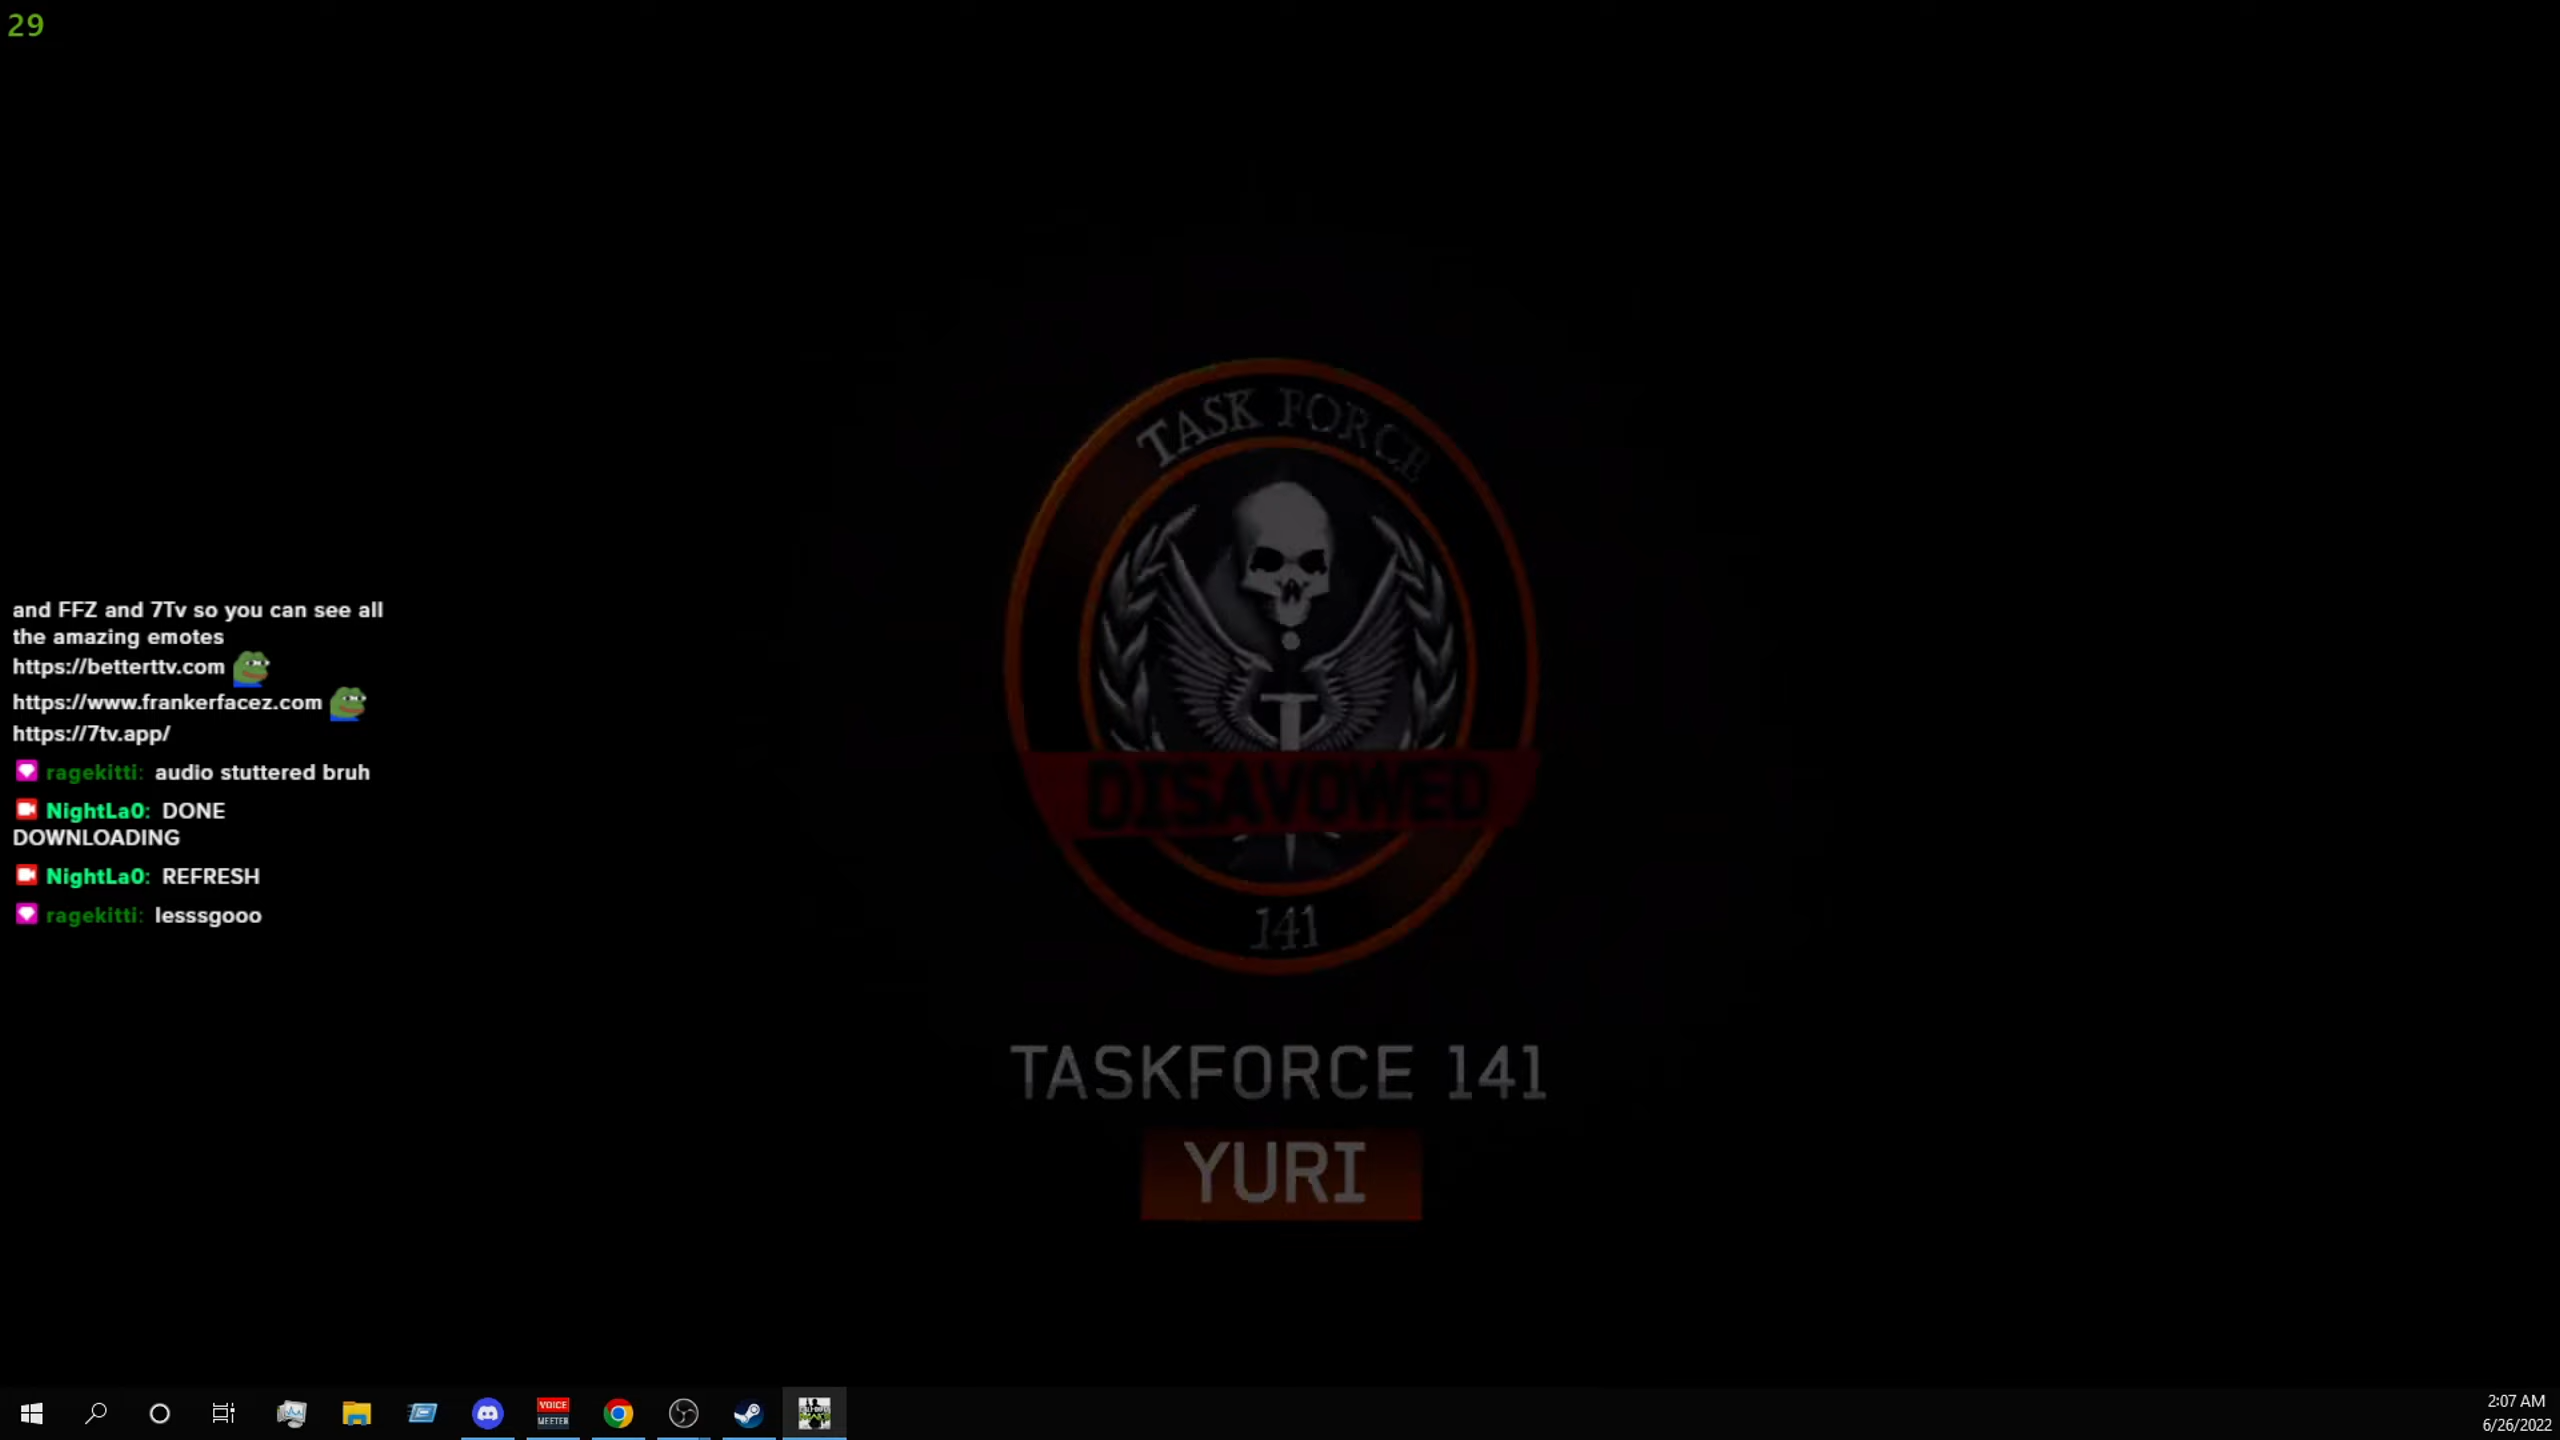 29
and FFZ and 7Tv so you can see all
the amazing emotes
https://betterttv.com
https://www.frankerfacez.com
https://7tv.app/
ragekitti: audio stuttered bruh
NightLa0: DONE
DOWNLOADING
NightLa0: REFRESH
ragekitti: lesssgooo
TASK FORCE
DISAVOWED
141
TASKFORCE 141
YURI
VOICE
MEETER
2:07 AM
6/26/2022